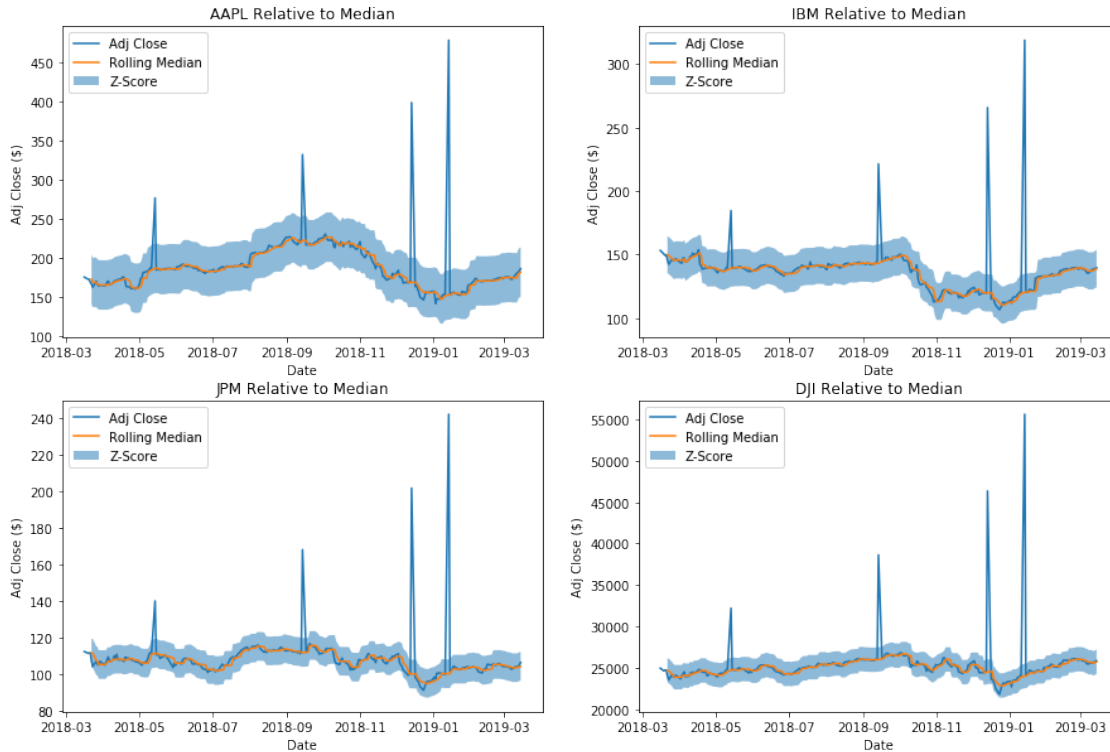 AAPL Relative to Median
Adj Close
Rolling Median
Z-Score
Adj Close ($)
450
400
350
300
250
200
150
100
2018-03 2018-05 2018-07 2018-09 2018-11 2019-01 2019-03
Date
IBM Relative to Median
Adj Close
Rolling Median
Z-Score
Adj Close ($)
300
250
200
150
100
2018-03 2018-05 2018-07 2018-09 2018-11 2019-01 2019-03
Date
JPM Relative to Median
Adj Close
Rolling Median
Z-Score
Adj Close ($)
240
220
200
180
160
140
120
100
80
2018-03 2018-05 2018-07 2018-09 2018-11 2019-01 2019-03
Date
DJI Relative to Median
Adj Close
Rolling Median
Z-Score
Adj Close ($)
55000
50000
45000
40000
35000
30000
25000
20000
2018-03 2018-05 2018-07 2018-09 2018-11 2019-01 2019-03
Date